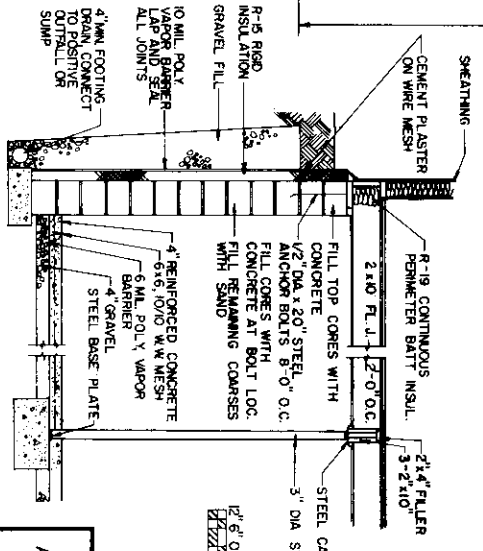 SHEATHING
CEMENT PLASTER
ON WIRE MESH
R-15 RIGID
INSULATION
GRAVEL FILL
10 MIL. POLY.
VAPOR BARRIER
LAP AND SEAL
ALL JOINTS
4" MIN. FOOTING
DRAIN, CONNECT
TO POSITIVE
OUTFALL OR
SUMP
R-19 CONTINUOUS
PERIMETER BATT INSUL.
2 x 10 FL. J. 2'-0" O.C.
2"x 4" FILLER
3-2"x10"
FILL TOP CORES WITH
CONCRETE
1/2" DIA. x 20" STEEL
ANCHOR BOLTS 8'-0" O.C.
FILL CORES WITH
CONCRETE AT BOLT LOC.
FILL REMAINING COARSES
WITH SAND
4" REINFORCED CONCRETE
6x6, 10/10 W.W. MESH
6 MIL. POLY, VAPOR
BARRIER
4" GRAVEL
STEEL BASE PLATE
STEEL CA
3" DIA S
12" 6" O